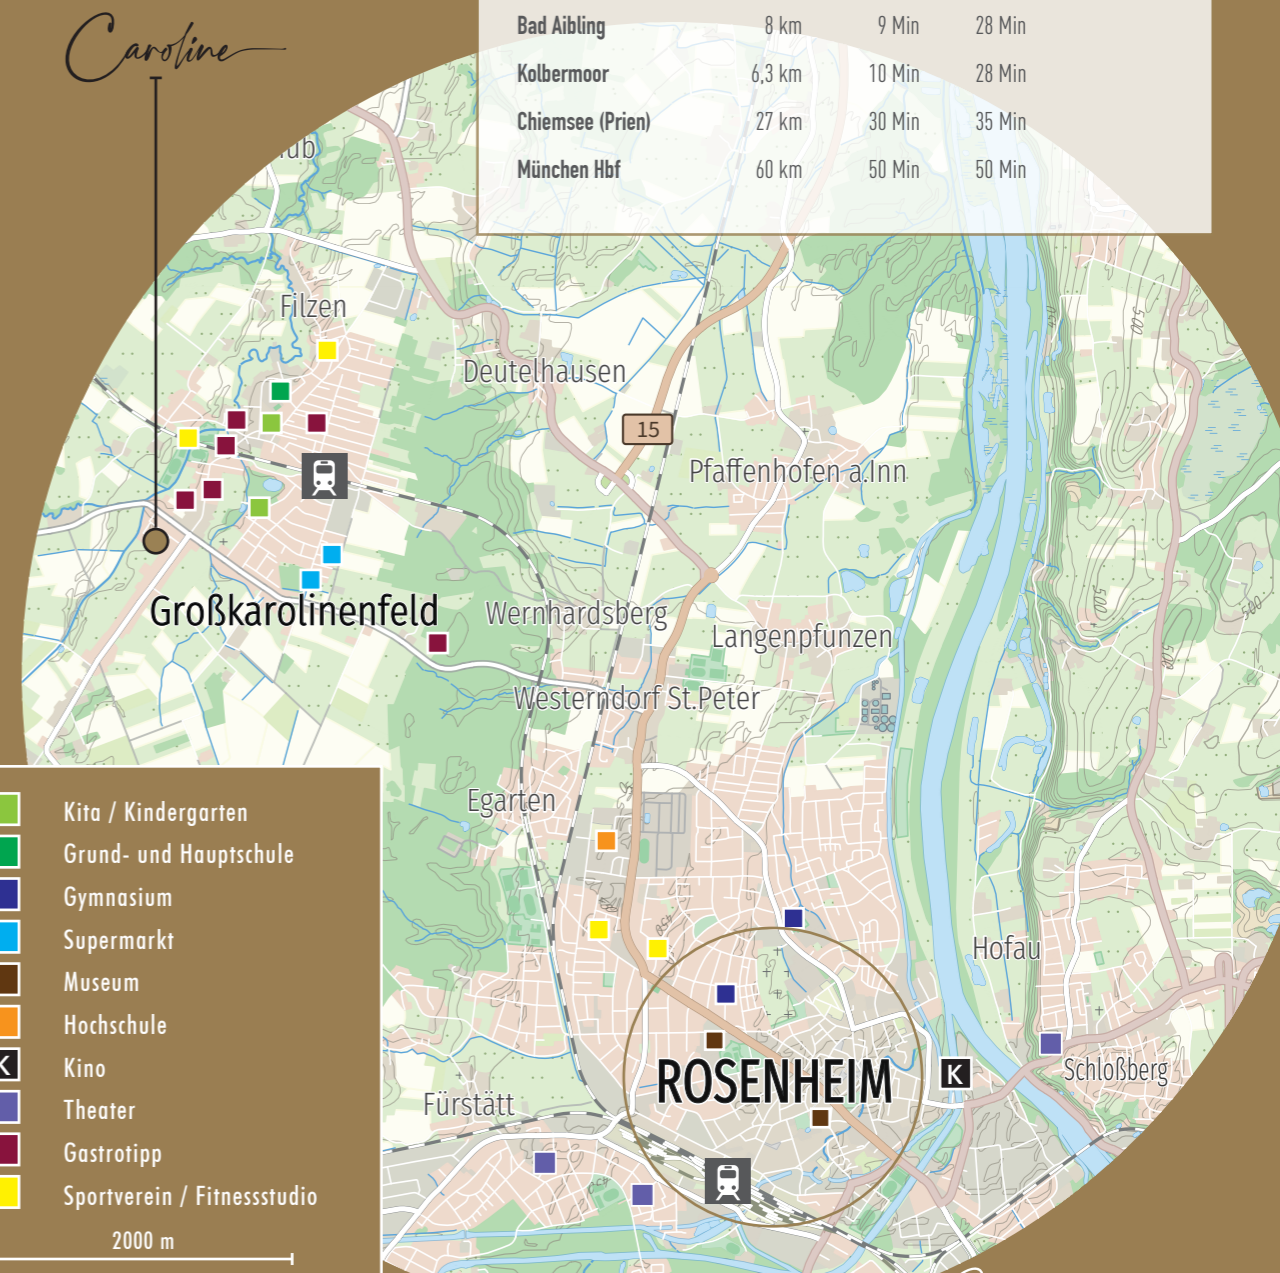 Caroline
Bad Aibling 8 km 9 Min 28 Min
Kolbermoor 6,3 km 10 Min 28 Min
Chiemsee (Prien) 27 km 30 Min 35 Min
München Hbf 60 km 50 Min 50 Min
Filzen
500
Deutelhausen
15
Pfaffenhofen a.Inn
500
500
Großkarolinenfeld
Wernhardsberg
Langenpfunzen
Westerndorf St.Peter
Egarten
Hofau
ROSENHEIM
K
Schloßberg
Fürstätt
Kita / Kindergarten
Grund- und Hauptschule
Gymnasium
Supermarkt
Museum
Hochschule
K Kino
Theater
Gastrotipp
Sportverein / Fitnessstudio
2000 m